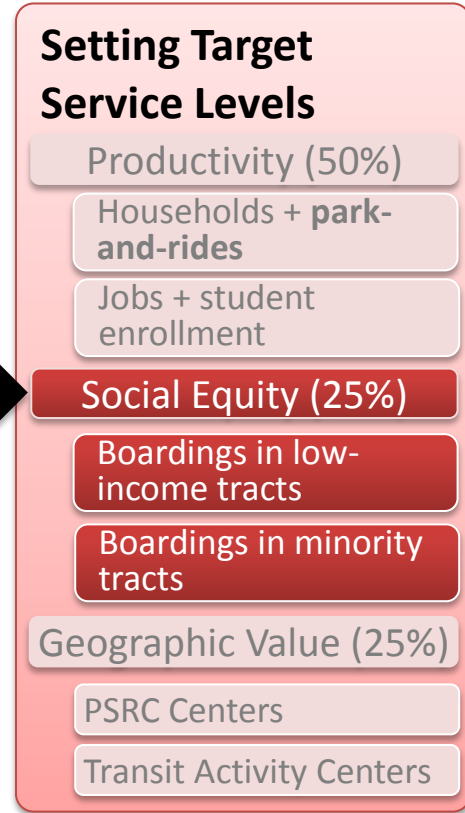 Setting Target
Service Levels
Productivity (50%)
Households + park-
and-rides
Jobs + student
enrollment
Social Equity (25%)
Boardings in low-
income tracts
Boardings in minority
tracts
Geographic Value (25%)
PSRC Centers
Transit Activity Centers